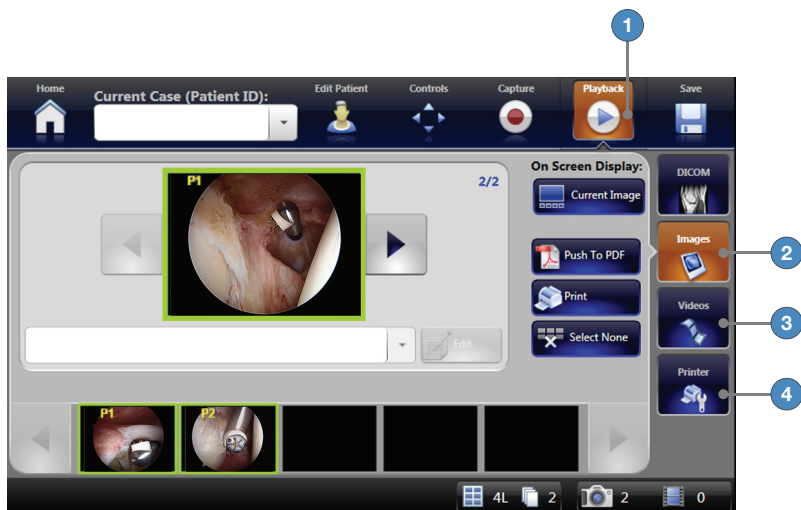 1
Home
Current Case (Patient ID):
Edit Patient
Controls
Capture
Playback
Save
P1
2/2
On Screen Display:
Current Image
DICOM
Images
2
Push To PDF
Print
Videos
3
Select None
Edit
Printer
4
P1
P2
4L
2
2
0